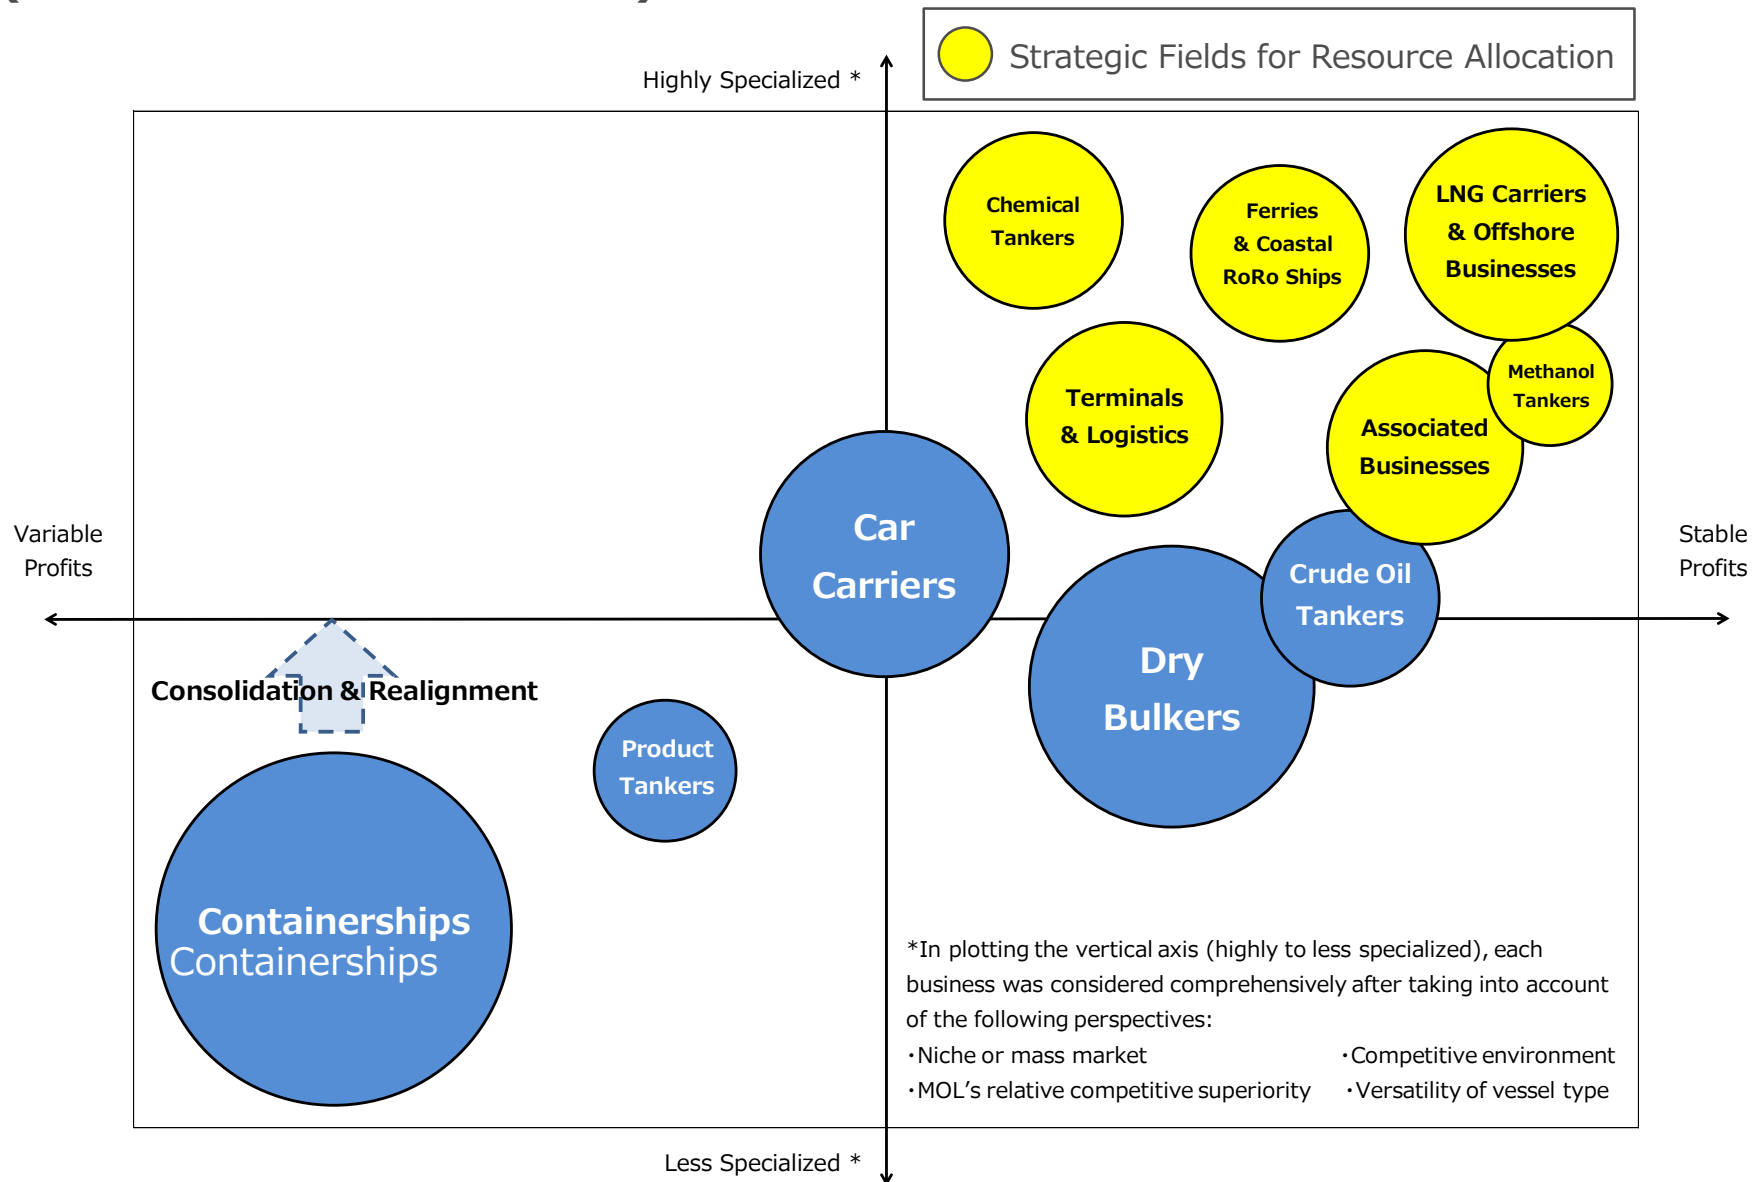 Strategic Fields for Resource Allocation
Highly Specialized *
Chemical
Tankers
Ferries
& Coastal
RoRo Ships
LNG Carriers
& Offshore
Businesses
Methanol
Tankers
Terminals
& Logistics
Associated
Businesses
Car
Carriers
Variable
Profits
Stable
Profits
Crude Oil
Tankers
Dry
Bulkers
Consolidation & Realignment
Product
Tankers
Containerships
Containerships
*In plotting the vertical axis (highly to less specialized), each
business was considered comprehensively after taking into account
of the following perspectives:
・Niche or mass market ・Competitive environment
・MOL’s relative competitive superiority ・Versatility of vessel type
Less Specialized *